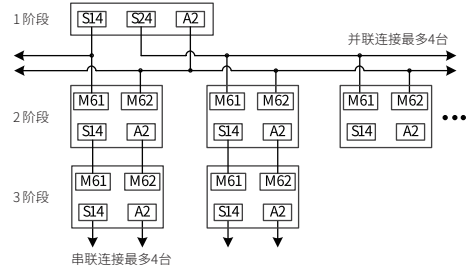 1阶段 S14 S24 A2
并联连接最多4台
M61 M62 M61 M62 M61 M62
2阶段 S14 A2 S14 A2 S14 A2 •••
M61 M62 M61 M62
3阶段 S14 A2 S14 A2
串联连接最多4台